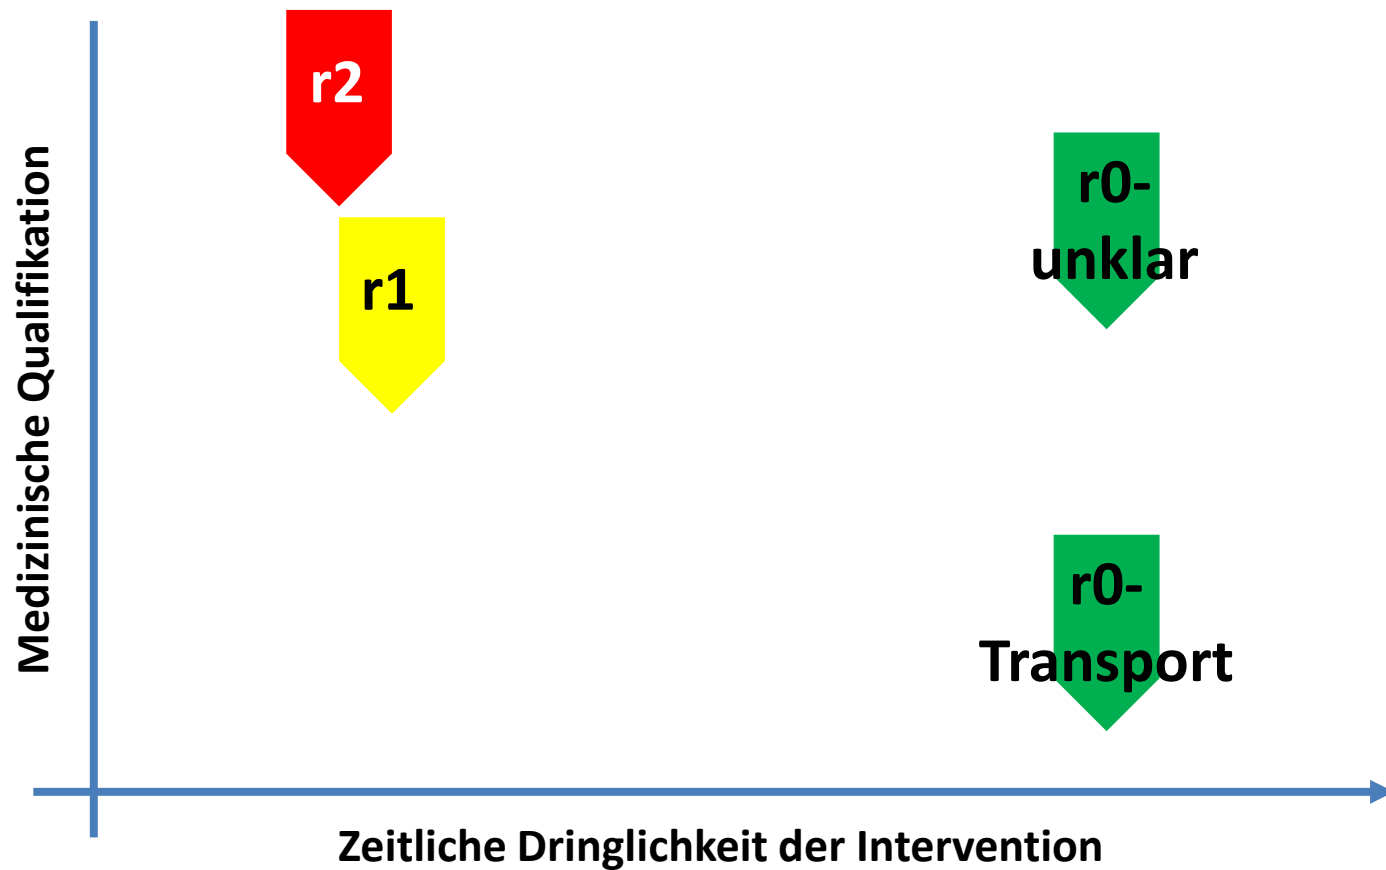 r2
r0-
unklar
r1
Medizinische Qualifikation
r0-
Transport
Zeitliche Dringlichkeit der Intervention